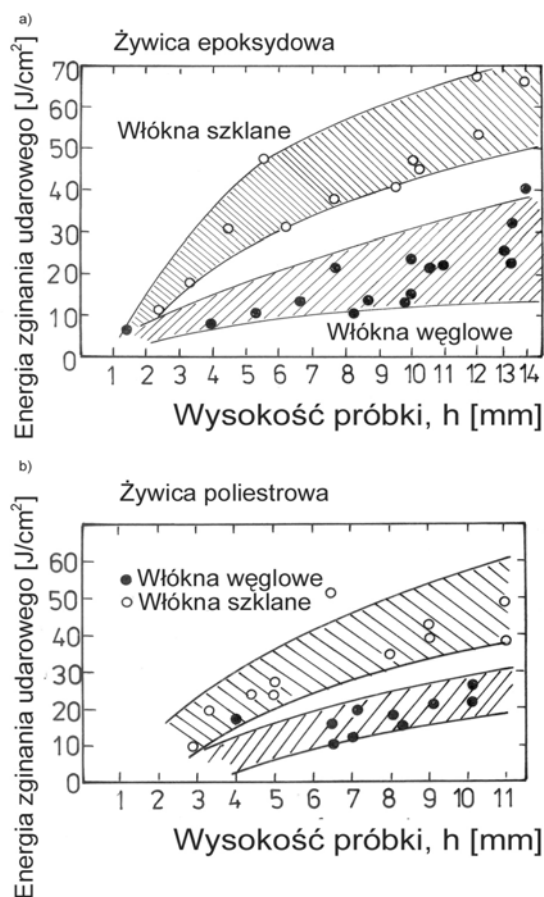 a)
Żywica epoksydowa
Energia zginania udarowego [J/cm²]
70
60
50
40
30
20
10
0
Włókna szklane
Włókna węglowe
1 2 3 4 5 6 7 8 9 10 11 12 13 14
Wysokość próbki, h [mm]
b)
Żywica poliestrowa
Energia zginania udarowego [J/cm²]
60
50
40
30
20
10
0
Włókna węglowe
Włókna szklane
1 2 3 4 5 6 7 8 9 10 11
Wysokość próbki, h [mm]